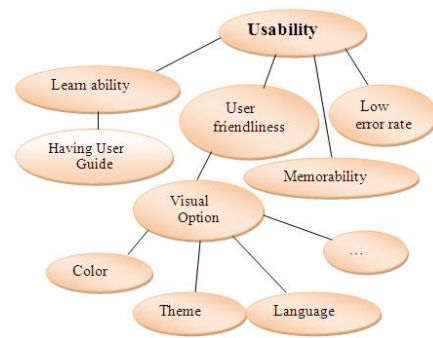 Usability
Learn ability
User
friendliness
Low
error rate
Having User
Guide
Memorability
Visual
Option
Color
...
Theme
Language